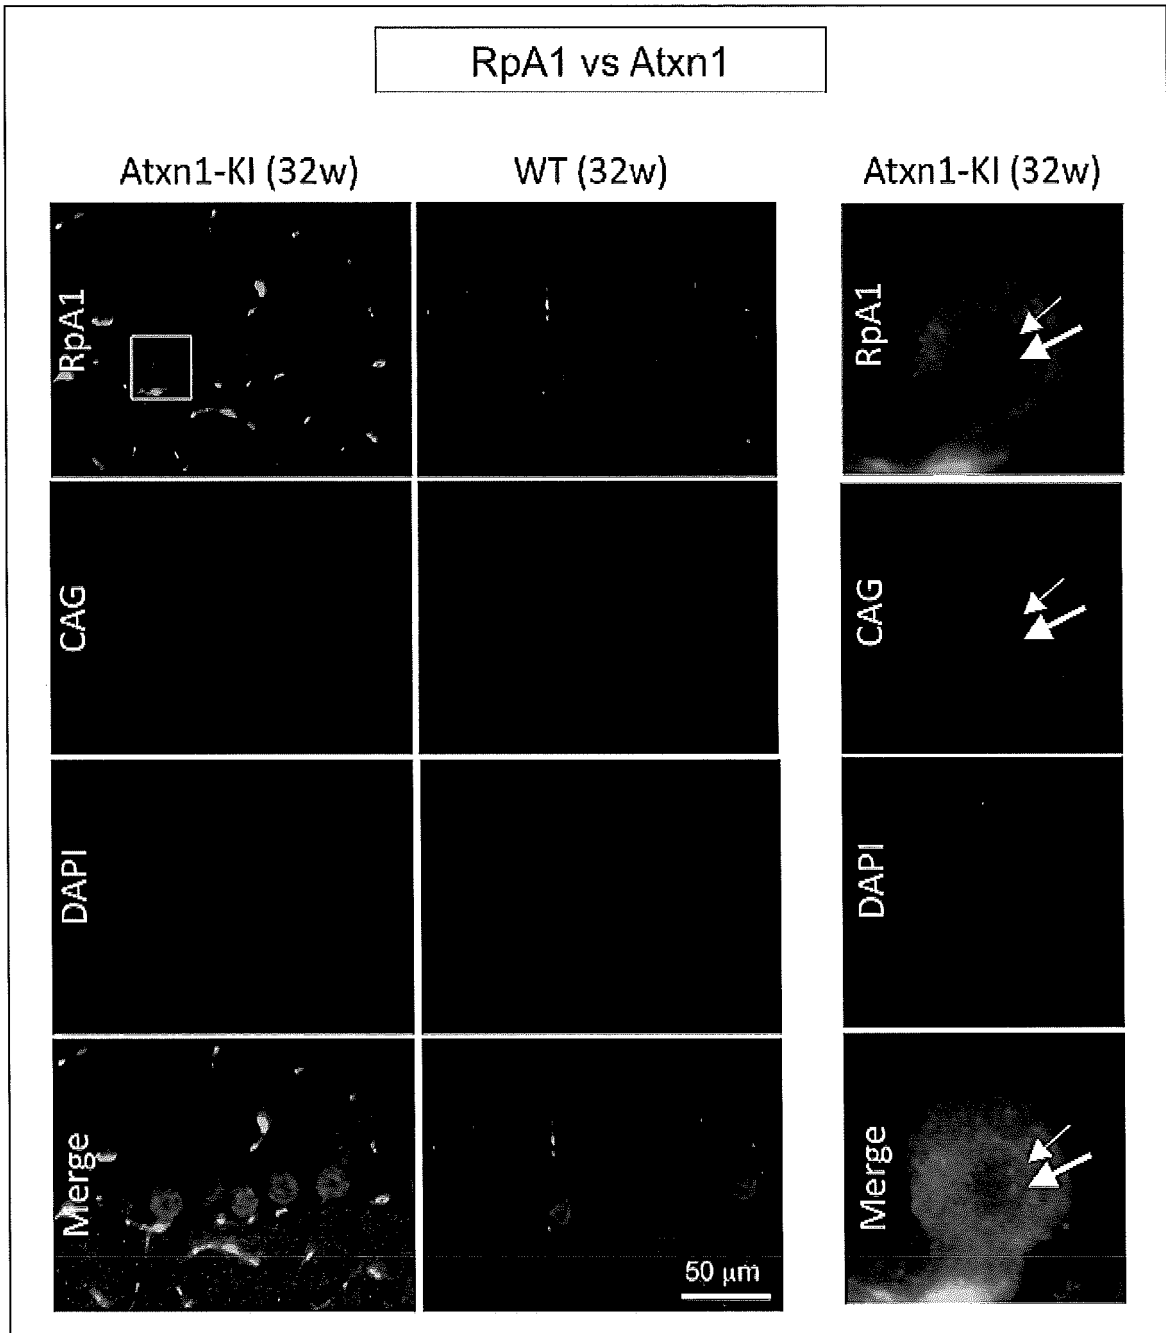 RpA1 vs Atxn1
Atxn1-KI (32w) WT (32w) Atxn1-KI (32w)
RpA1 RpA1
CAG CAG
DAPI DAPI
Merge Merge
50 µm